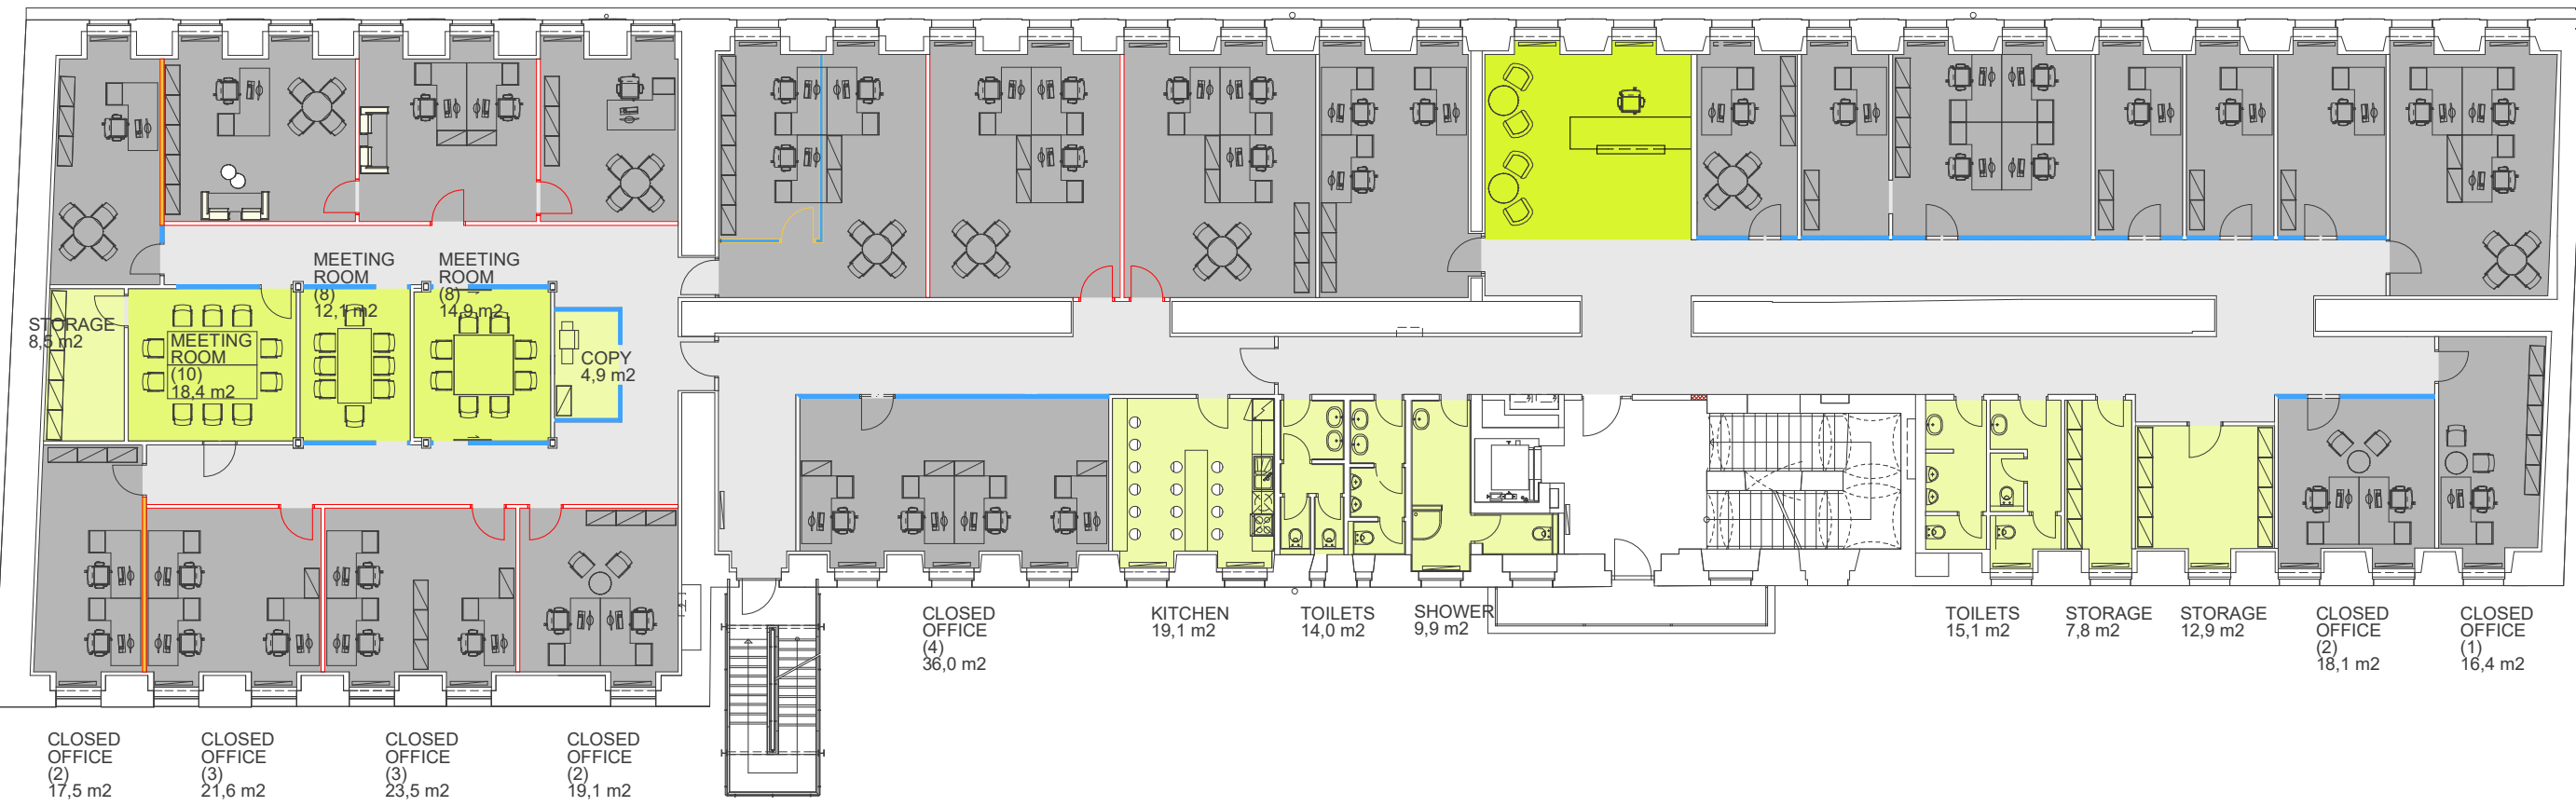 MEETING
ROOM
(8)
12,1 m2
MEETING
ROOM
(8)
14,9 m2
STORAGE
8,5 m2
MEETING
ROOM
(10)
18,4 m2
COPY
4,9 m2
CLOSED
OFFICE
(4)
36,0 m2
KITCHEN
19,1 m2
TOILETS
14,0 m2
SHOWER
9,9 m2
TOILETS
15,1 m2
STORAGE
7,8 m2
STORAGE
12,9 m2
CLOSED
OFFICE
(2)
18,1 m2
CLOSED
OFFICE
(1)
16,4 m2
CLOSED
OFFICE
(2)
17,5 m2
CLOSED
OFFICE
(3)
21,6 m2
CLOSED
OFFICE
(3)
23,5 m2
CLOSED
OFFICE
(2)
19,1 m2